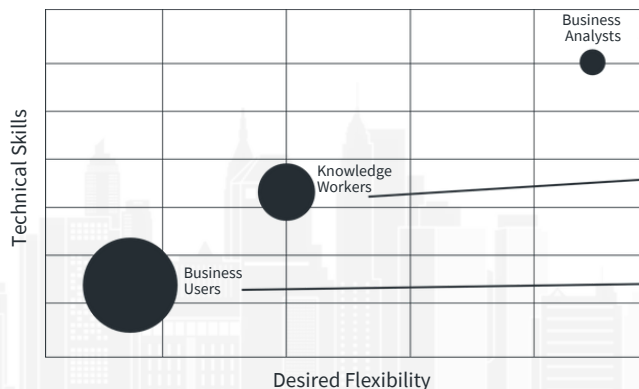 Business
Analysts
Technical Skills
Knowledge
Workers
Business
Users
Desired Flexibility